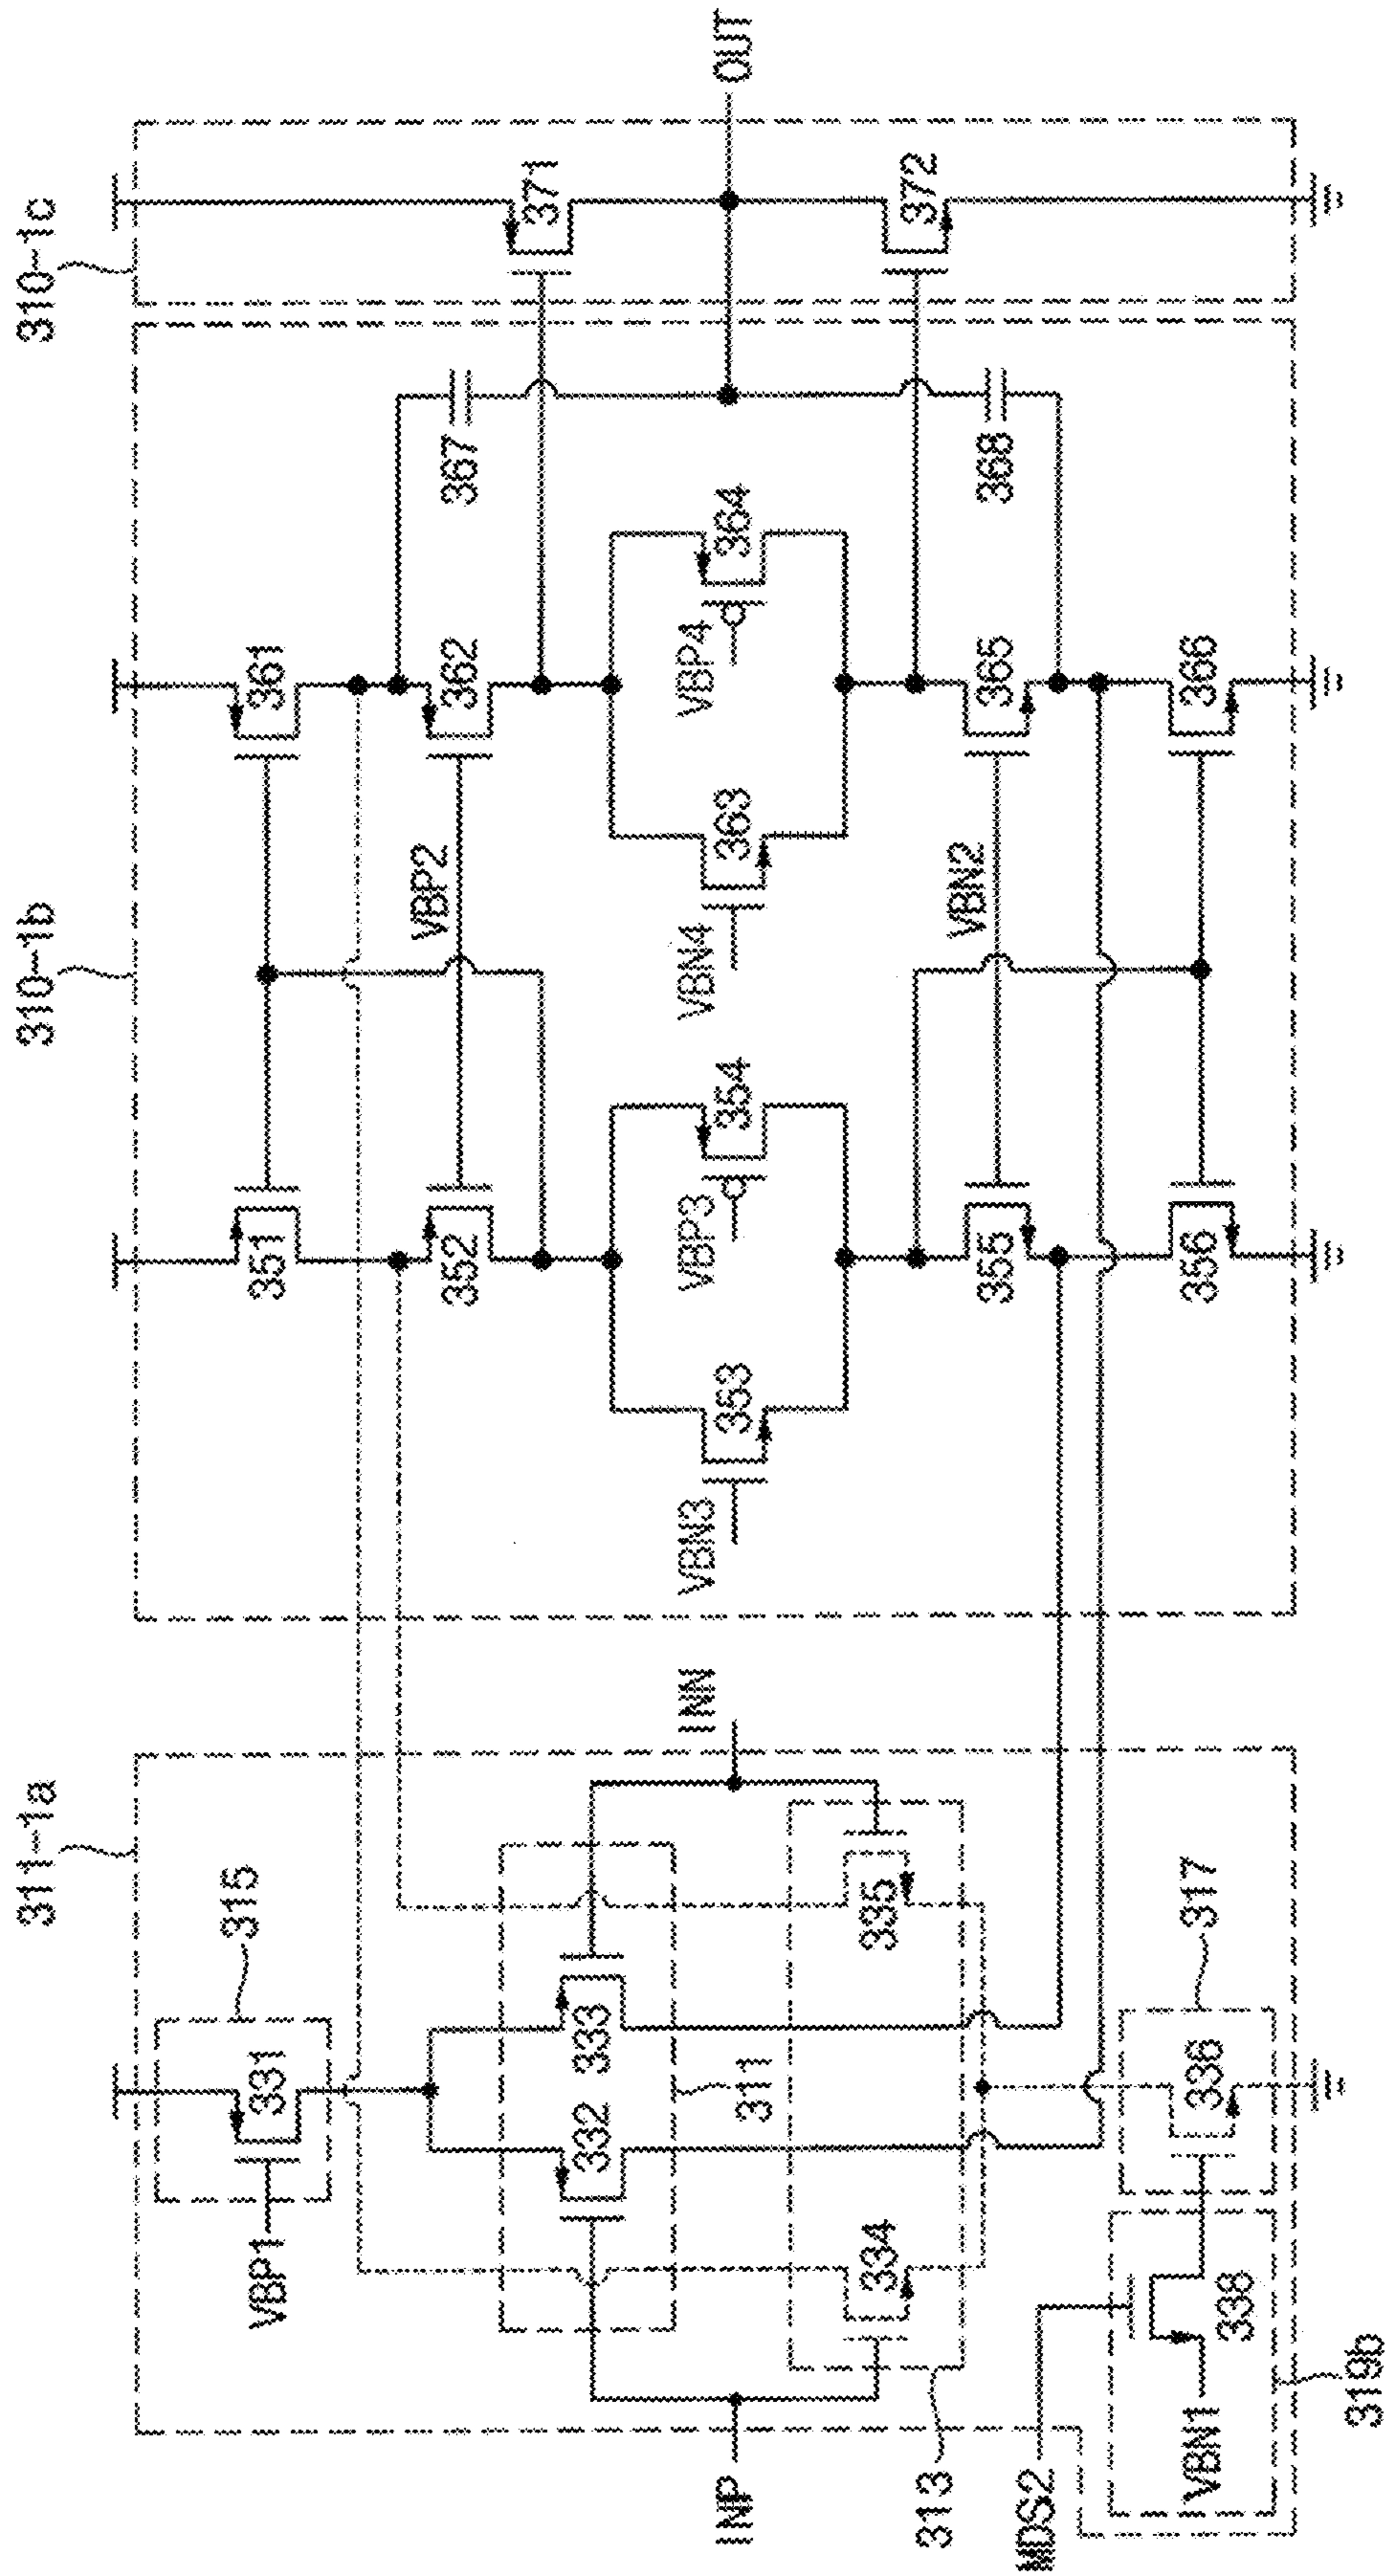 311-1a
310-1b
310-1c
315
VBP1
331
351
361
VBP2
352
362
367
371
INP
332
333
311
INN
VBN3
353
VBP3
354
VBN4
363
VBP4
364
OUT
313
334
335
VBN2
355
365
368
372
MDS2
VBN1
338
336
317
356
366
319b